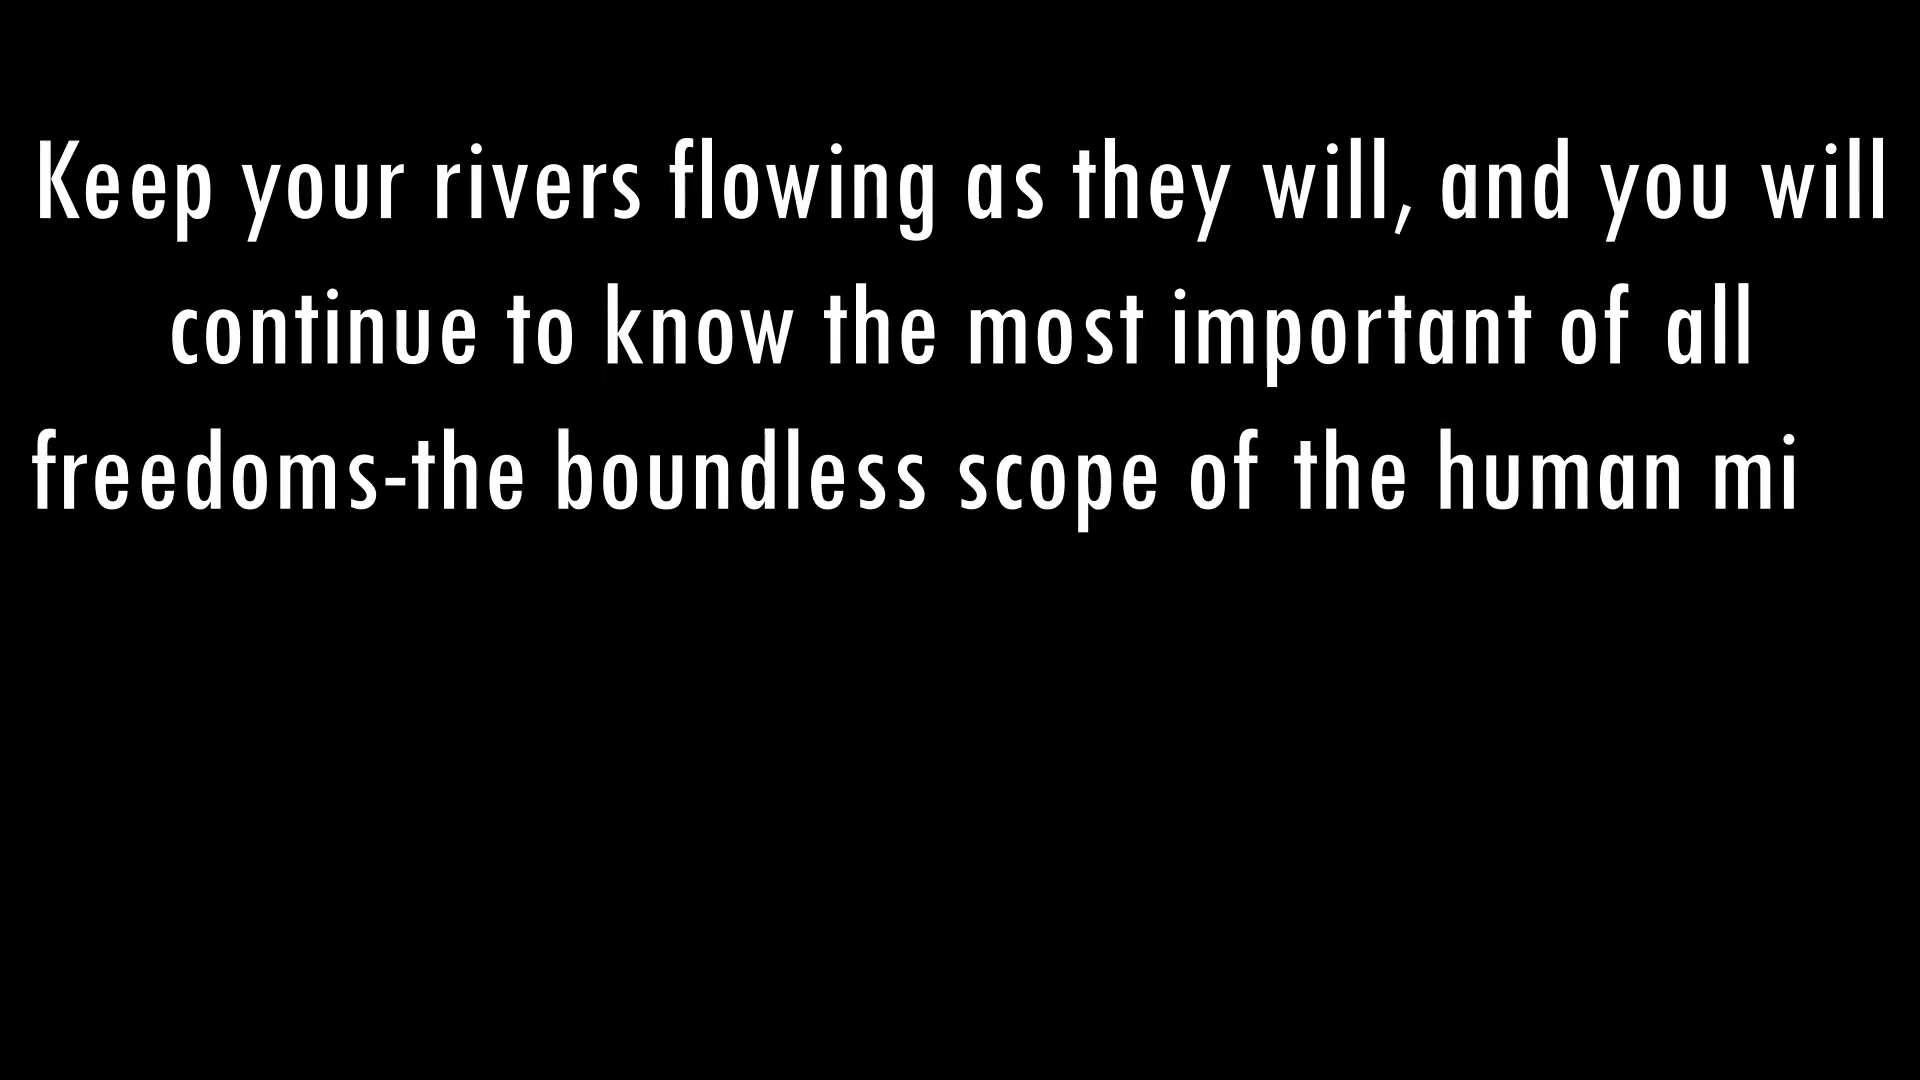 Keep your rivers flowing as they will, and you will
continue to know the most important of all
freedoms-the boundless scope of the human mi